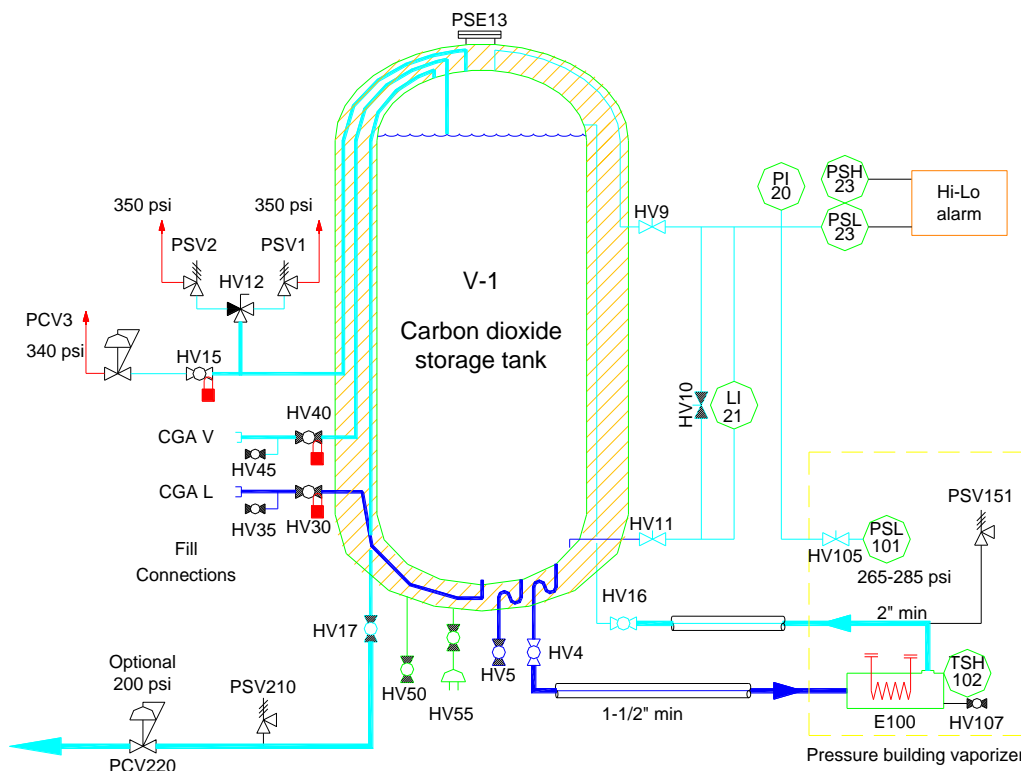 PSE13
350 psi
350 psi
PSV2
PSV1
HV12
PCV3
340 psi
HV15
HV9
PI
20
PSH
23
PSL
23
Hi-Lo
alarm
V-1
Carbon dioxide
storage tank
HV10
LI
21
HV40
CGA V
HV45
CGA L
HV35
HV30
Fill
Connections
HV11
PSV151
PSL
101
HV105
265-285 psi
HV16
2" min
HV17
HV50
HV55
HV5
HV4
1-1/2" min
TSH
102
E100
HV107
Pressure building vaporizer
Optional
200 psi
PSV210
PCV220